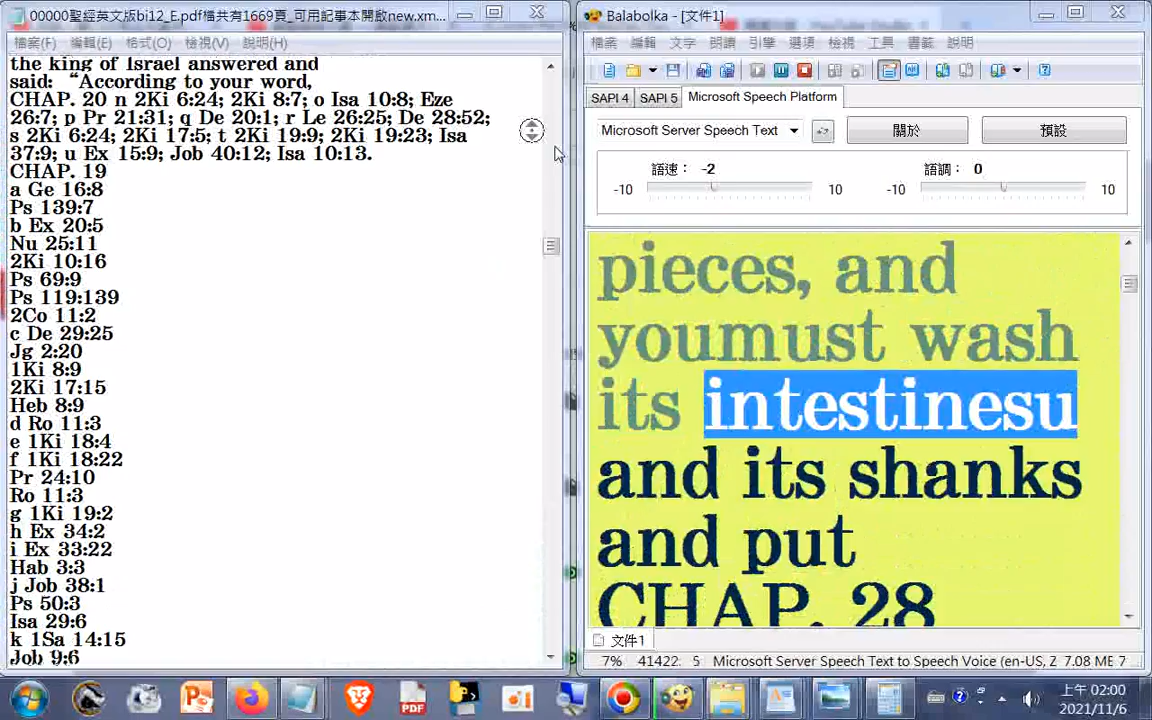 00000聖經英文版bi12_E.pdf檔共有1669頁_可用記事本開啟new.xm...
檔案(F) 編輯(E) 格式(O) 檢視(V) 說明(H)
the king of Israel answered and
said: “According to your word,
CHAP. 20 n 2Ki 6:24; 2Ki 8:7; o Isa 10:8; Eze
26:7; p Pr 21:31; q De 20:1; r Le 26:25; De 28:52;
s 2Ki 6:24; 2Ki 17:5; t 2Ki 19:9; 2Ki 19:23; Isa
37:9; u Ex 15:9; Job 40:12; Isa 10:13.
CHAP. 19
a Ge 16:8
Ps 139:7
b Ex 20:5
Nu 25:11
2Ki 10:16
Ps 69:9
Ps 119:139
2Co 11:2
c De 29:25
Jg 2:20
1Ki 8:9
2Ki 17:15
Heb 8:9
d Ro 11:3
e 1Ki 18:4
f 1Ki 18:22
Pr 24:10
Ro 11:3
g 1Ki 19:2
h Ex 34:2
i Ex 33:22
Hab 3:3
j Job 38:1
Ps 50:3
Isa 29:6
k 1Sa 14:15
Job 9:6
Balabolka - [文件1]
檔案 編輯 文字 朗讀 引擎 選項 檢視 工具 書籤 說明
SAPI 4 SAPI 5 Microsoft Speech Platform
Microsoft Server Speech Text 關於 預設
語速： -2 語調： 0
-10 10 -10 10
pieces, and
youmust wash
its intestinesu
and its shanks
and put
CHAP. 28
文件1
7% 41422: 5 Microsoft Server Speech Text to Speech Voice (en-US, Z 7.08 ME 7
PDF
上午 02:00
2021/11/6